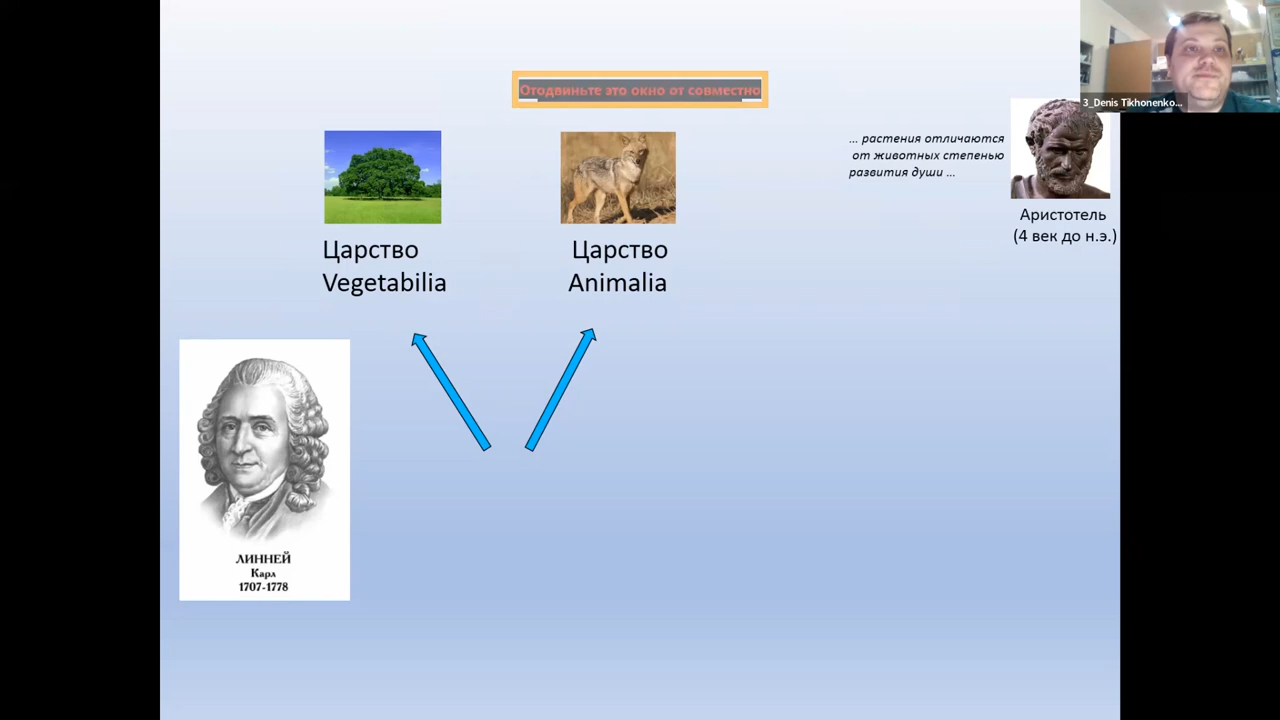 Отодвиньте это окно от совместно
3_Denis Tikhonenko...
... растения отличаются
от животных степенью
развития души ...
Аристотель
(4 век до н.э.)
Царство
Vegetabilia
Царство
Animalia
ЛИННЕЙ
Карл
1707-1778